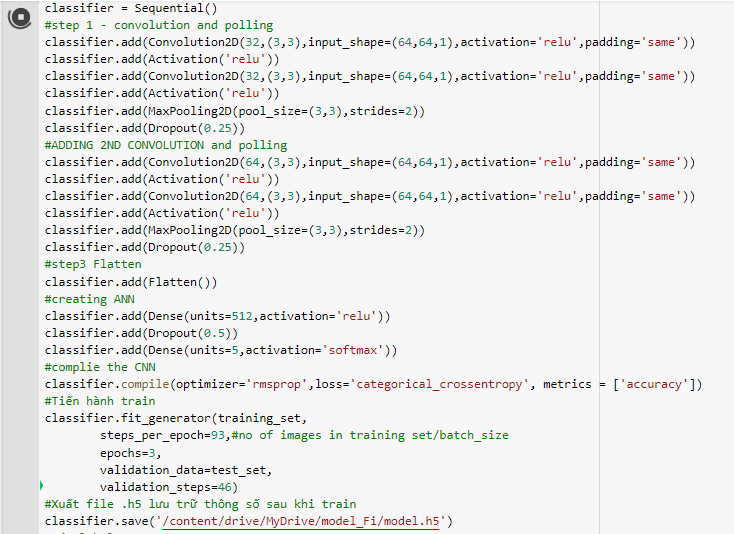 classifier = Sequential()
#step 1 - convolution and polling
classifier.add(Convolution2D(32,(3,3),input_shape=(64,64,1),activation='relu',padding='same'))
classifier.add(Activation('relu'))
classifier.add(Convolution2D(32,(3,3),input_shape=(64,64,1),activation='relu',padding='same'))
classifier.add(Activation('relu'))
classifier.add(MaxPooling2D(pool_size=(3,3),strides=2))
classifier.add(Dropout(0.25))
#ADDING 2ND CONVOLUTION and polling
classifier.add(Convolution2D(64,(3,3),input_shape=(64,64,1),activation='relu',padding='same'))
classifier.add(Activation('relu'))
classifier.add(Convolution2D(64,(3,3),input_shape=(64,64,1),activation='relu',padding='same'))
classifier.add(Activation('relu'))
classifier.add(MaxPooling2D(pool_size=(3,3),strides=2))
classifier.add(Dropout(0.25))
#step3 Flatten
classifier.add(Flatten())
#creating ANN
classifier.add(Dense(units=512,activation='relu'))
classifier.add(Dropout(0.5))
classifier.add(Dense(units=5,activation='softmax'))
#complie the CNN
classifier.compile(optimizer='rmsprop',loss='categorical_crossentropy', metrics = ['accuracy'])
#Tiến hành train
classifier.fit_generator(training_set,
steps_per_epoch=93,#no of images in training set/batch_size
epochs=3,
validation_data=test_set,
validation_steps=46)
#Xuất file .h5 lưu trữ thông số sau khi train
classifier.save('/content/drive/MyDrive/model_Fi/model.h5')